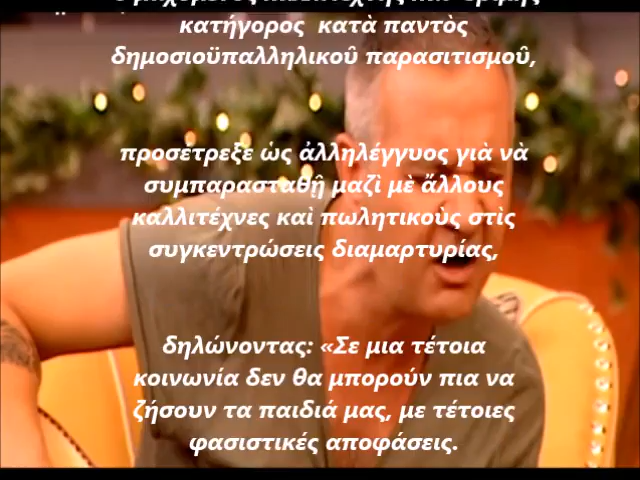 κατήγορος κατὰ παντὸς
δημοσιοϋπαλληλικοῦ παρασιτισμοῦ,
προσέτρεξε ὡς ἀλληλέγγυος γιὰ νὰ
συμπαρασταθῇ μαζὶ μὲ ἄλλους
καλλιτέχνες καὶ πωλητικοὺς στὶς
συγκεντρώσεις διαμαρτυρίας,
δηλώνοντας: «Σε μια τέτοια
κοινωνία δεν θα μπορούν πια να
ζήσουν τα παιδιά μας, με τέτοιες
φασιστικές αποφάσεις.